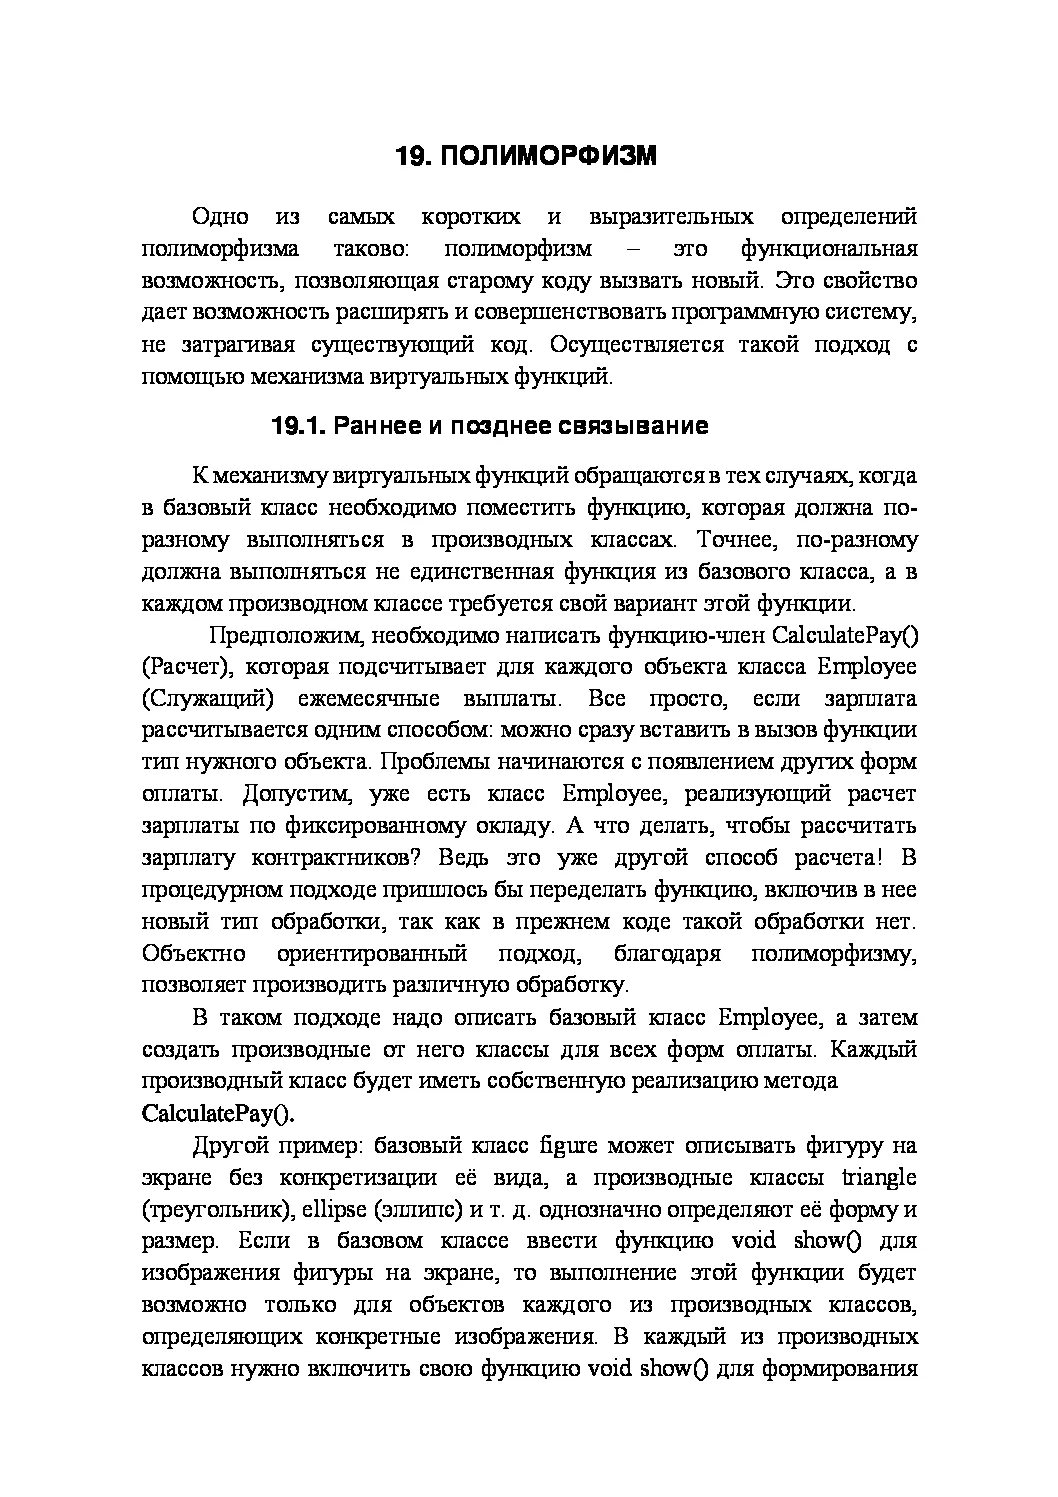 19. ПОЛИМОРФИЗМ
Одно из самых коротких и выразительных определений
полиморфизма таково: полиморфизм – это функциональная
возможность, позволяющая старому коду вызвать новый. Это свойство
дает возможность расширять и совершенствовать программную систему,
не затрагивая существующий код. Осуществляется такой подход с
помощью механизма виртуальных функций.
19.1. Раннее и позднее связывание
К механизму виртуальных функций обращаются в тех случаях, когда
в базовый класс необходимо поместить функцию, которая должна по-
разному выполняться в производных классах. Точнее, по-разному
должна выполняться не единственная функция из базового класса, а в
каждом производном классе требуется свой вариант этой функции.
Предположим, необходимо написать функцию-член CalculatePay()
(Расчет), которая подсчитывает для каждого объекта класса Employee
(Служащий) ежемесячные выплаты. Все просто, если зарплата
рассчитывается одним способом: можно сразу вставить в вызов функции
тип нужного объекта. Проблемы начинаются с появлением других форм
оплаты. Допустим, уже есть класс Employee, реализующий расчет
зарплаты по фиксированному окладу. А что делать, чтобы рассчитать
зарплату контрактников? Ведь это уже другой способ расчета! В
процедурном подходе пришлось бы переделать функцию, включив в нее
новый тип обработки, так как в прежнем коде такой обработки нет.
Объектно ориентированный подход, благодаря полиморфизму,
позволяет производить различную обработку.
В таком подходе надо описать базовый класс Employee, а затем
создать производные от него классы для всех форм оплаты. Каждый
производный класс будет иметь собственную реализацию метода
CalculatePay().
Другой пример: базовый класс figure может описывать фигуру на
экране без конкретизации её вида, а производные классы triangle
(треугольник), ellipse (эллипс) и т. д. однозначно определяют её форму и
размер. Если в базовом классе ввести функцию void show() для
изображения фигуры на экране, то выполнение этой функции будет
возможно только для объектов каждого из производных классов,
определяющих конкретные изображения. В каждый из производных
классов нужно включить свою функцию void show() для формирования